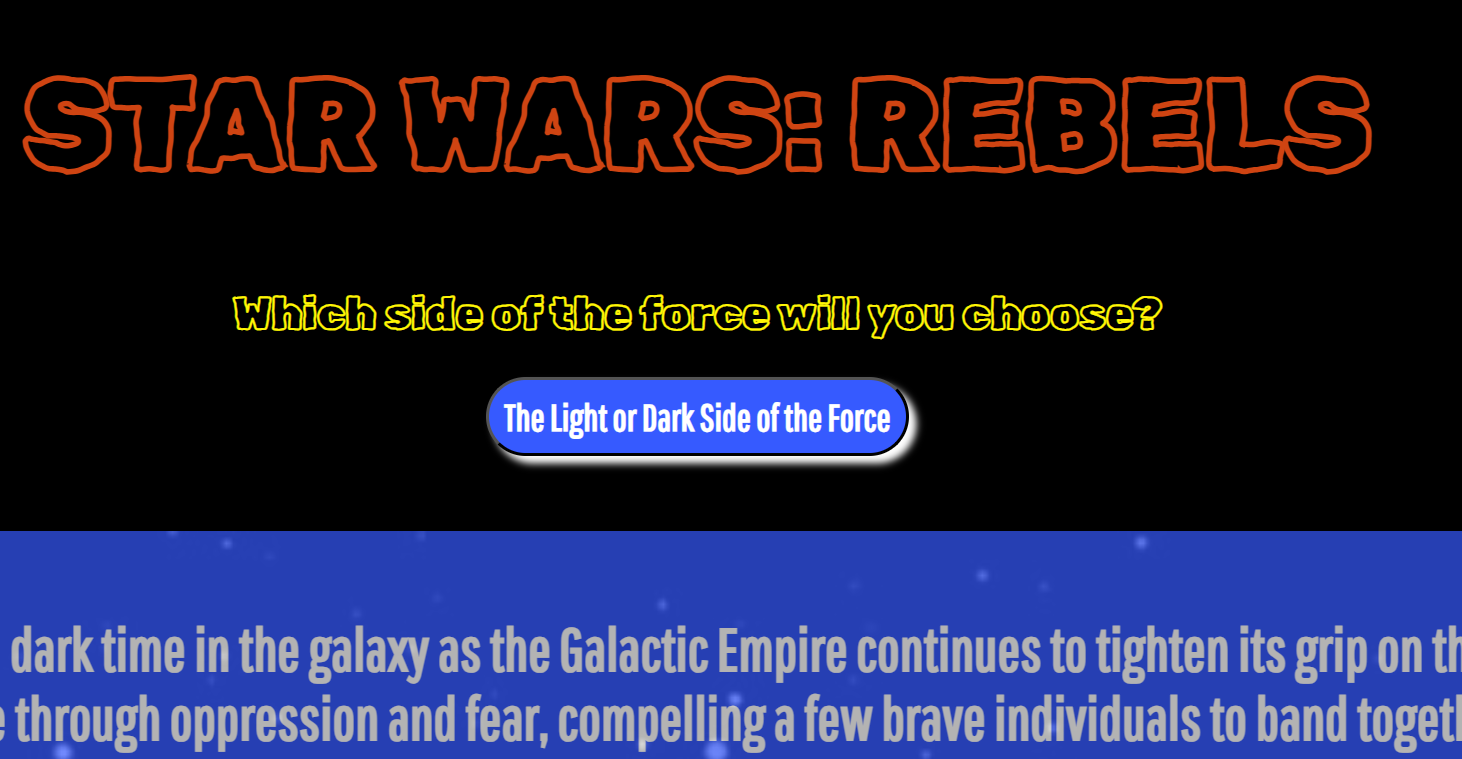 STAR WARS: REBELS
Which side of the force will you choose?
The Light or Dark Side of the Force
dark time in the galaxy as the Galactic Empire continues to tighten its grip on
through oppression and fear, compelling a few brave individuals to band